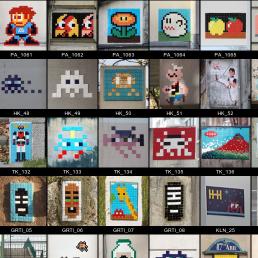 PA_1061 PA_1062 PA_1063 PA_1064 PA_1065
HK_48 HK_49 HK_50 HK_51 HK_52
TK_132 TK_133 TK_134 TK_135 TK_136
GRTI_05 GRTI_06 GRTI_07 GRTI_08 KLN_25